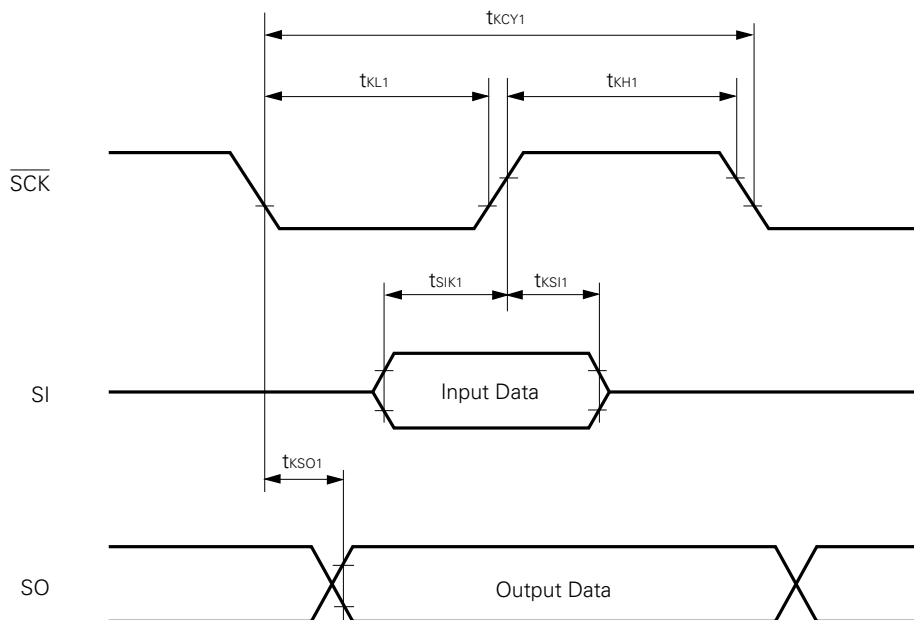 tKCY1
tKL1 tKH1
SCK
tSIK1 tKSI1
SI Input Data
tKSO1
SO Output Data